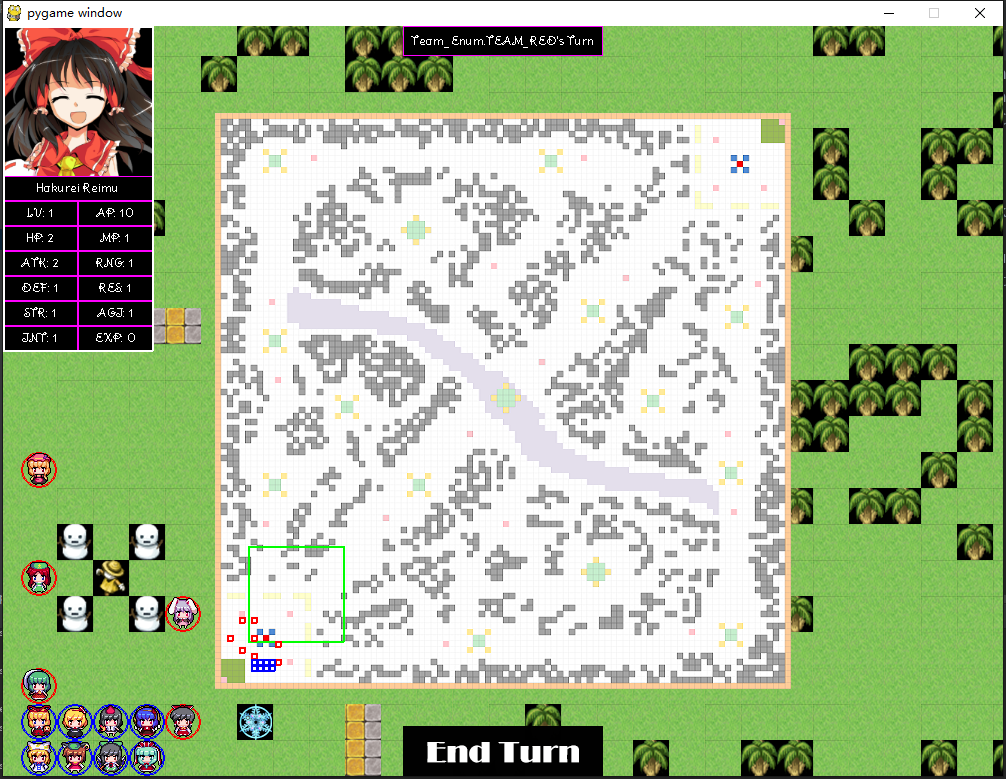 pygame window
Team_Enum.TEAM_RED's Turn
Hakurei Reimu
LV: 1 AP: 10
HP: 2 MP: 1
ATK: 2 RNG: 1
DEF: 1 RES: 1
STR: 1 AGI: 1
INT: 1 EXP: 0
End Turn